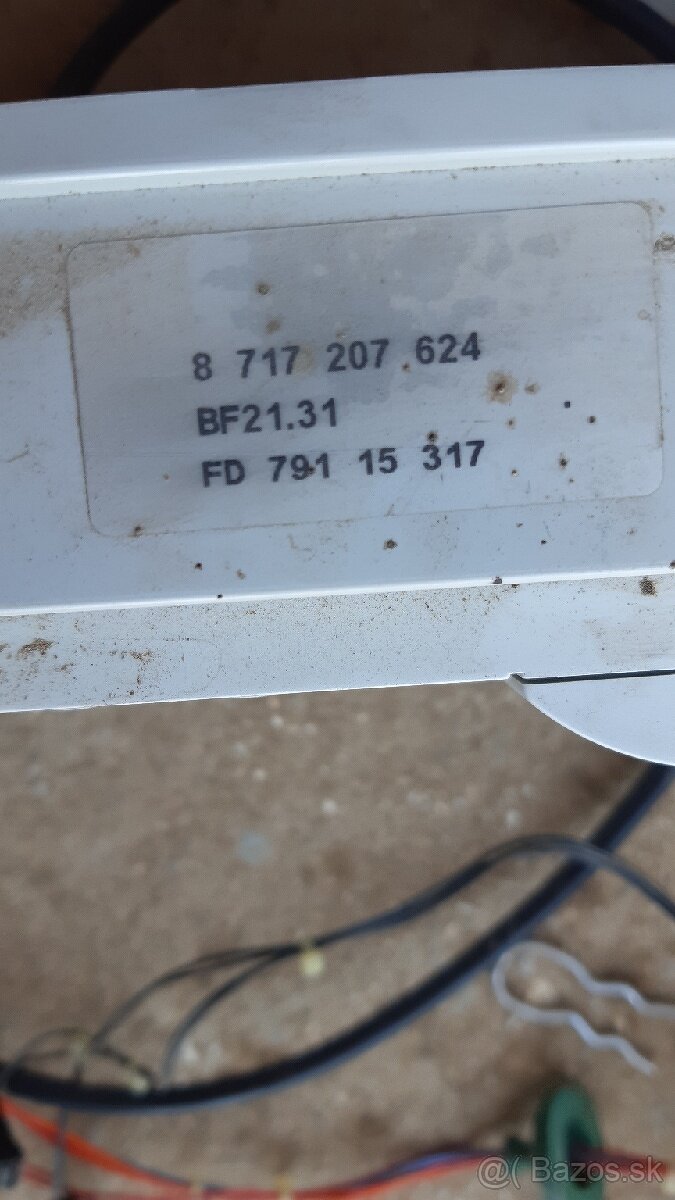 8 717 207 624
BF21.31
FD 791 15 317
@( Bazos.sk